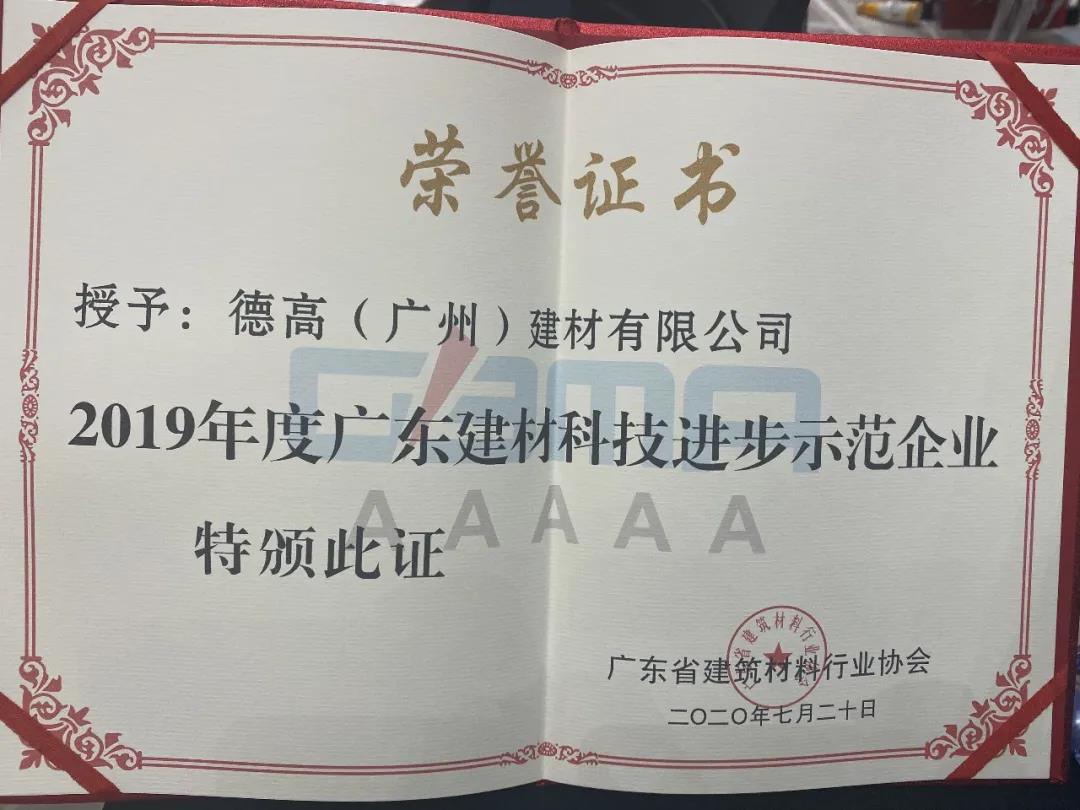 荣誉证书
授予：德高（广州）建材有限公司
2019年度广东建材科技进步示范企业
AAAAA
特颁此证
广东省建筑材料行业协会
二〇二〇年七月二十日